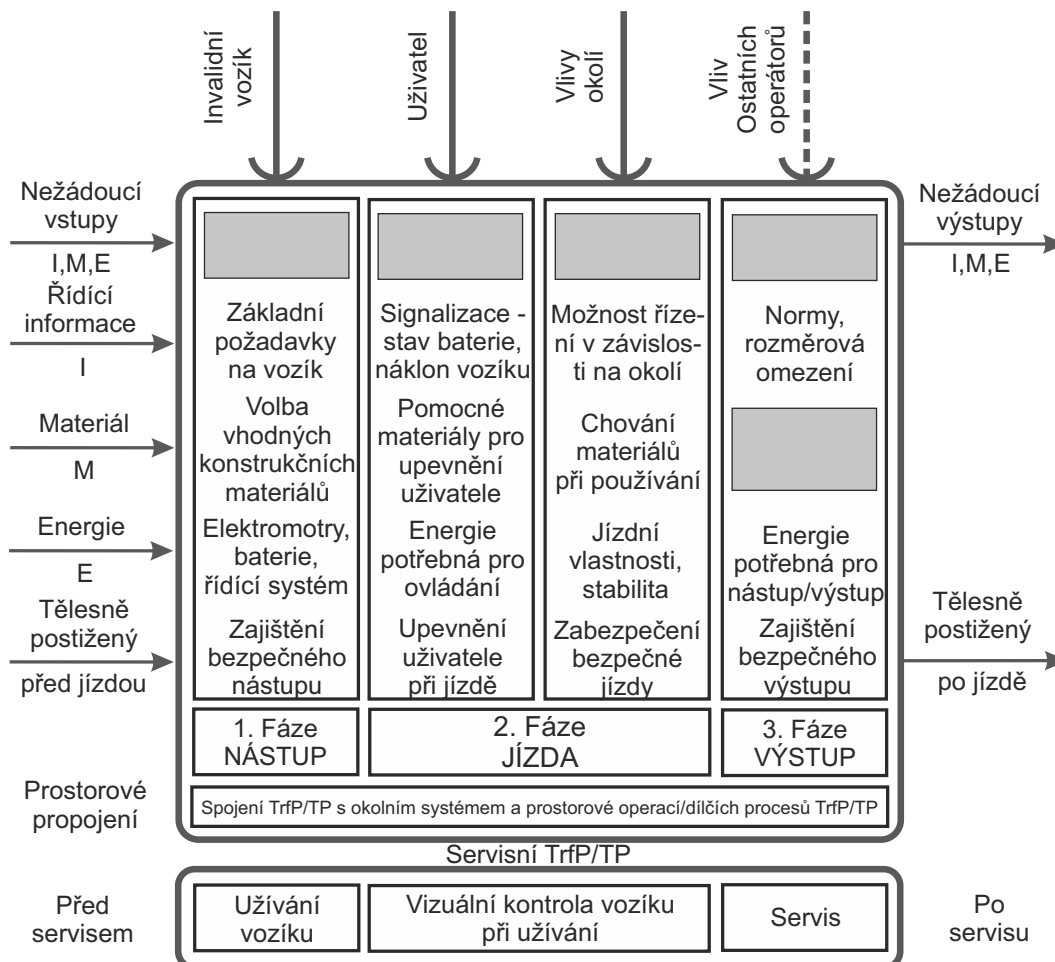 Invalidní
vozík
Uživatel
Vlivy
okolí
Vliv
Ostatních
operátorů
Nežádoucí
vstupy
I,M,E
Řídící
informace
I
Materiál
M
Energie
E
Tělesně
postižený
před jízdou
Základní
požadavky
na vozík
Volba
vhodných
konstrukčních
materiálů
Elektromotry,
baterie,
řídící systém
Zajištění
bezpečného
nástupu
Signalizace -
stav baterie,
náklon vozíku
Pomocné
materiály pro
upevnění
uživatele
Energie
potřebná pro
ovládání
Upevnění
uživatele
při jízdě
Možnost říze-
ní v závislos-
ti na okolí
Chování
materiálů
při používání
Jízdní
vlastnosti,
stabilita
Zabezpečení
bezpečné
jízdy
Normy,
rozměrová
omezení
Energie
potřebná pro
nástup/výstup
Zajištění
bezpečného
výstupu
Nežádoucí
výstupy
I,M,E
Tělesně
postižený
po jízdě
1. Fáze
NÁSTUP
2. Fáze
JÍZDA
3. Fáze
VÝSTUP
Prostorové
propojení
Spojení TrfP/TP s okolním systémem a prostorové operací/dílčích procesů TrfP/TP
Servisní TrfP/TP
Před
servisem
Užívání
vozíku
Vizuální kontrola vozíku
při užívání
Servis
Po
servisu